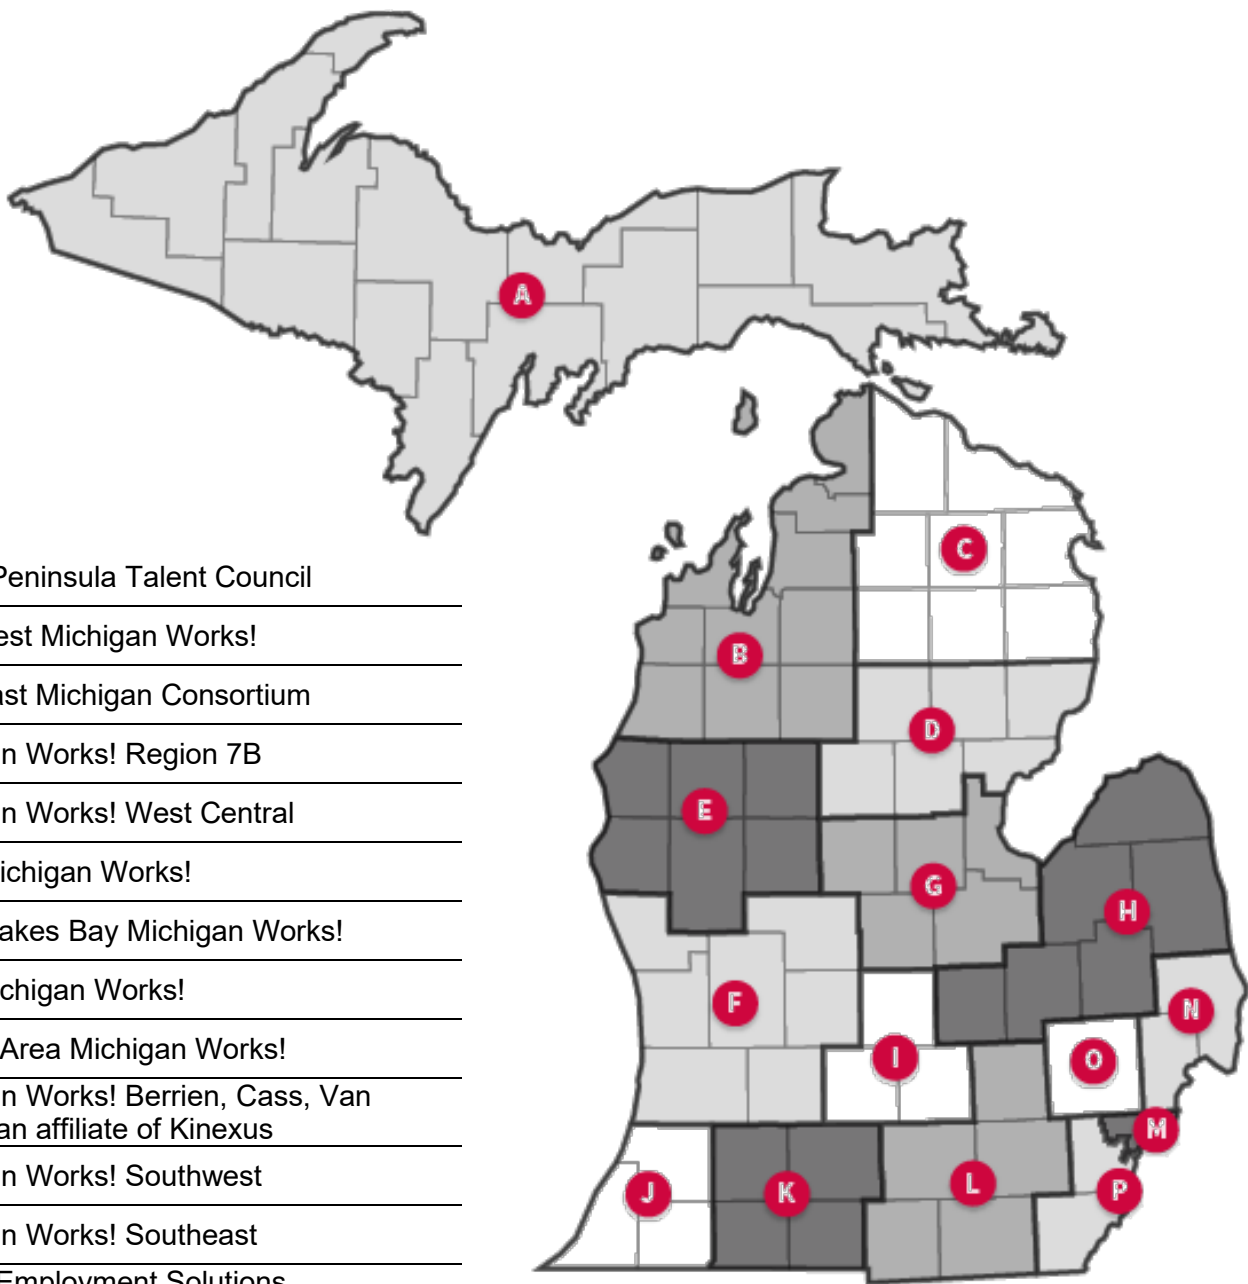 A
C
B
D
E
G
H
F
N
I
O
M
J
K
L
P
Peninsula Talent Council
est Michigan Works!
ast Michigan Consortium
n Works! Region 7B
n Works! West Central
ichigan Works!
akes Bay Michigan Works!
chigan Works!
Area Michigan Works!
n Works! Berrien, Cass, Van
an affiliate of Kinexus
n Works! Southwest
n Works! Southeast
Employment Solutions